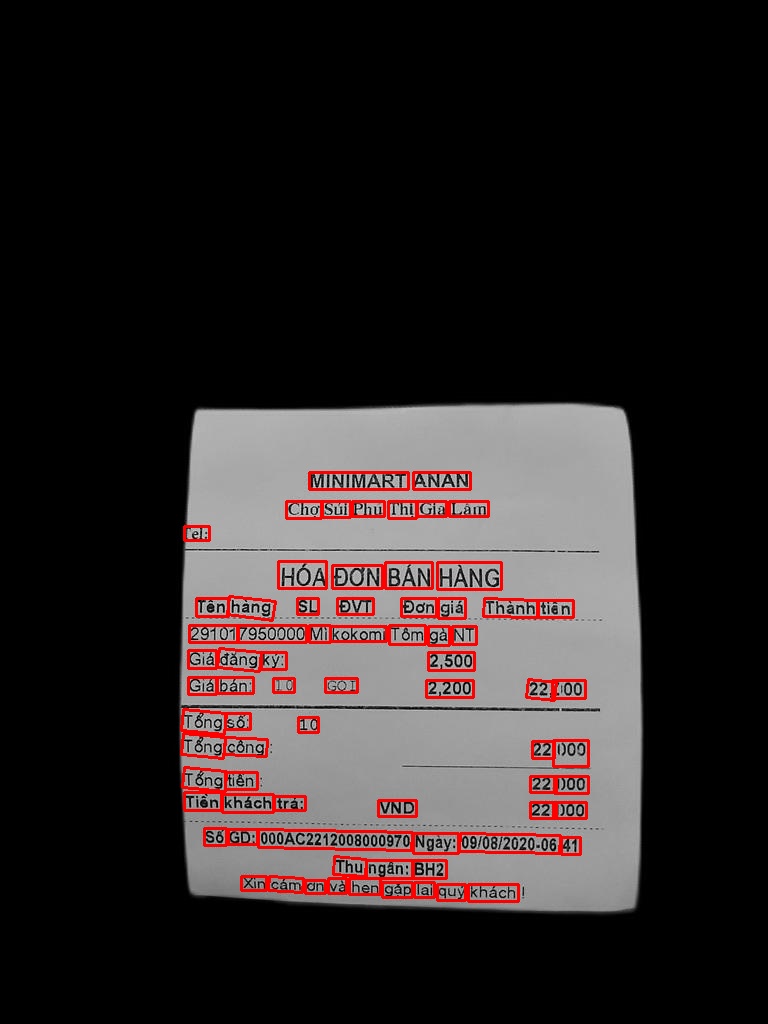 MINIMART ANAN
Chợ Sủi Phú Thị Gia Lâm
Tel:
HÓA ĐƠN BÁN HÀNG
Tên hàng SL ĐVT Đơn giá Thành tiền
291017950000 Mì kokomi Tôm gà NT
Giá đăng ký: 2,500
Giá bán: 10 GOI 2,200 22,000
Tổng số: 10
Tổng cộng : 22,000
Tổng tiền : 22,000
Tiền khách trả: VND 22,000
Số GD: 000AC2212008000970 Ngày: 09/08/2020-06:41
Thu ngân: BH2
Xin cám ơn và hẹn gặp lại quý khách !